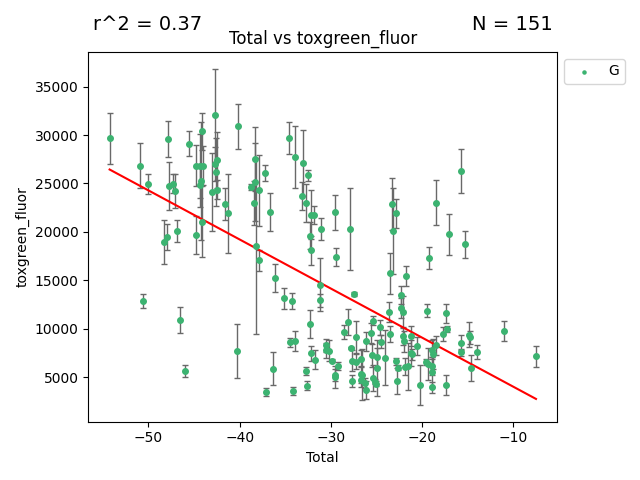 r^2 = 0.37
N = 151
Total vs toxgreen_fluor
G
35000
30000
25000
20000
15000
10000
5000
toxgreen_fluor
−50
−40
−30
−20
−10
Total